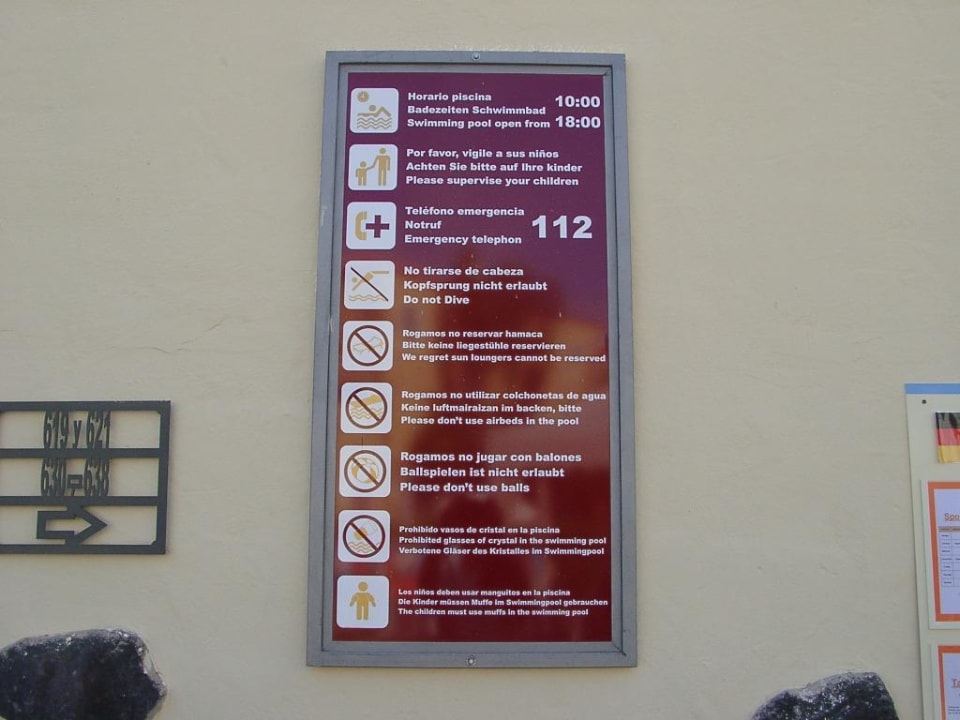 Horario piscina
Badezeiten Schwimmbad
Swimming pool open from
10:00
18:00
Por favor, vigile a sus niños
Achten Sie bitte auf Ihre kinder
Please supervise your children
Teléfono emergencia
Notruf
Emergency telephon
112
No tirarse de cabeza
Kopfsprung nicht erlaubt
Do not Dive
Rogamos no reservar hamaca
Bitte keine liegestühle reservieren
We regret sun loungers cannot be reserved
Rogamos no utilizar colchonetas de agua
Keine luftmairaizan im backen, bitte
Please don't use airbeds in the pool
Rogamos no jugar con balones
Ballspielen ist nicht erlaubt
Please don't use balls
Prohibido vasos de cristal en la piscina
Prohibited glasses of crystal in the swimming pool
Verbotene Gläser des Kristalles im Swimmingpool
Los niños deben usar manguitos en la piscina
Die Kinder müssen Muffe im Swimmingpool gebrauchen
The children must use muffs in the swimming pool
619 y 621
630-638